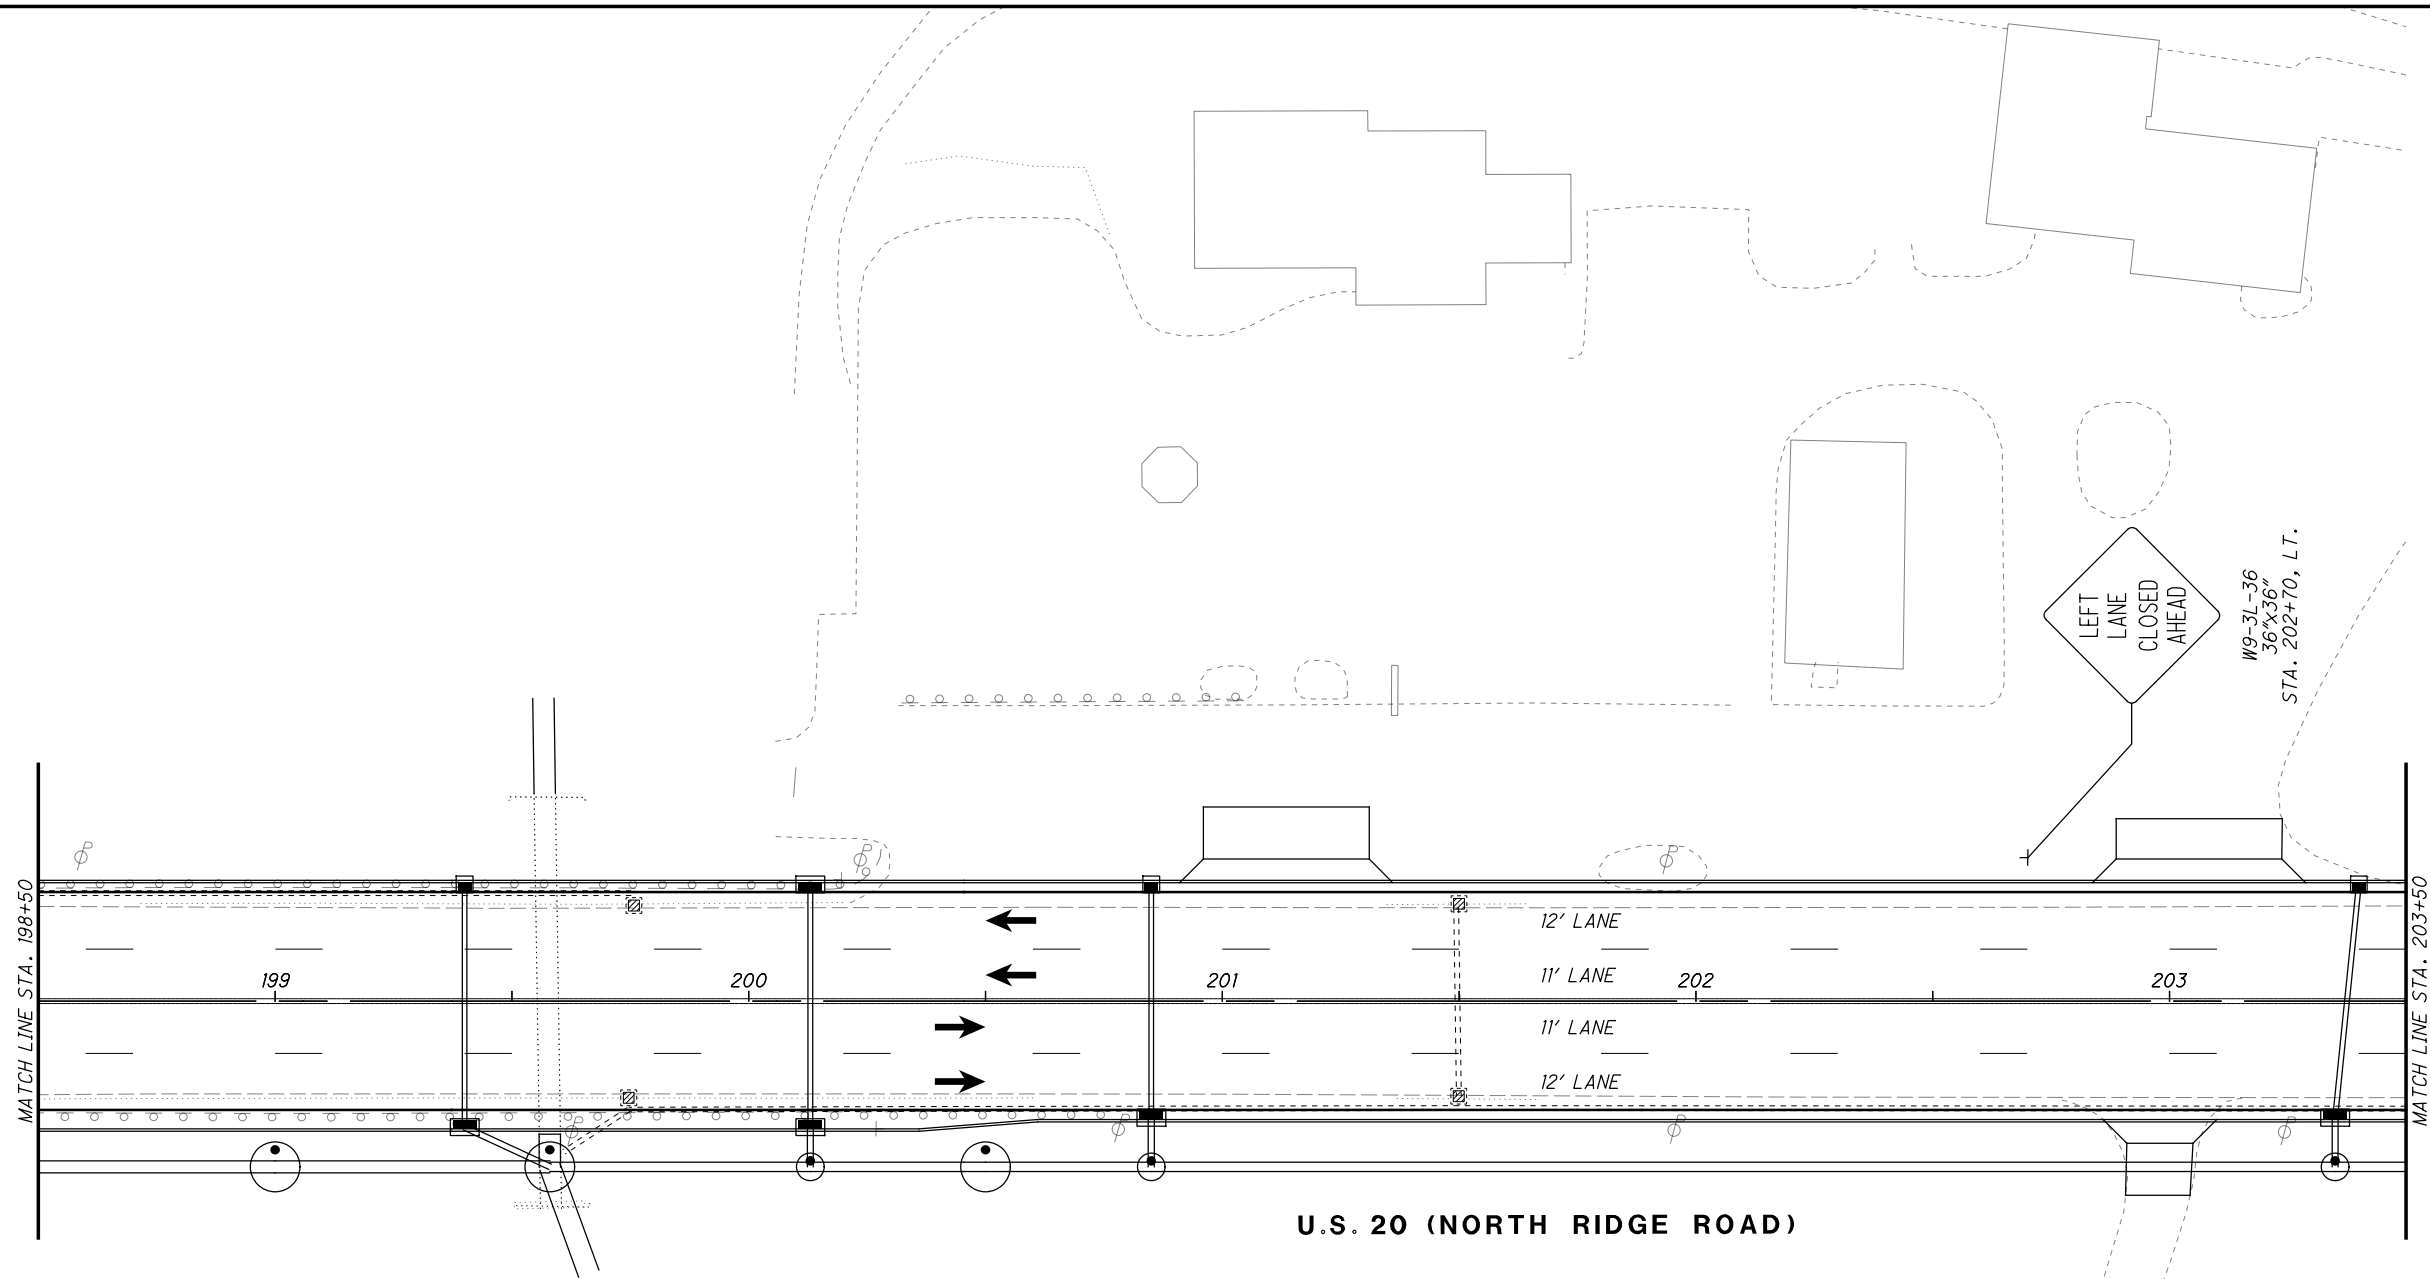 LEFT
LANE
CLOSED
AHEAD
W9-3L-36
36"x36"
STA. 202+70, LT.
MATCH LINE STA. 198+50
MATCH LINE STA. 203+50
12' LANE
11' LANE
199
200
201
202
203
11' LANE
12' LANE
P
P
P
P
P
P
P
U.S. 20 (NORTH RIDGE ROAD)